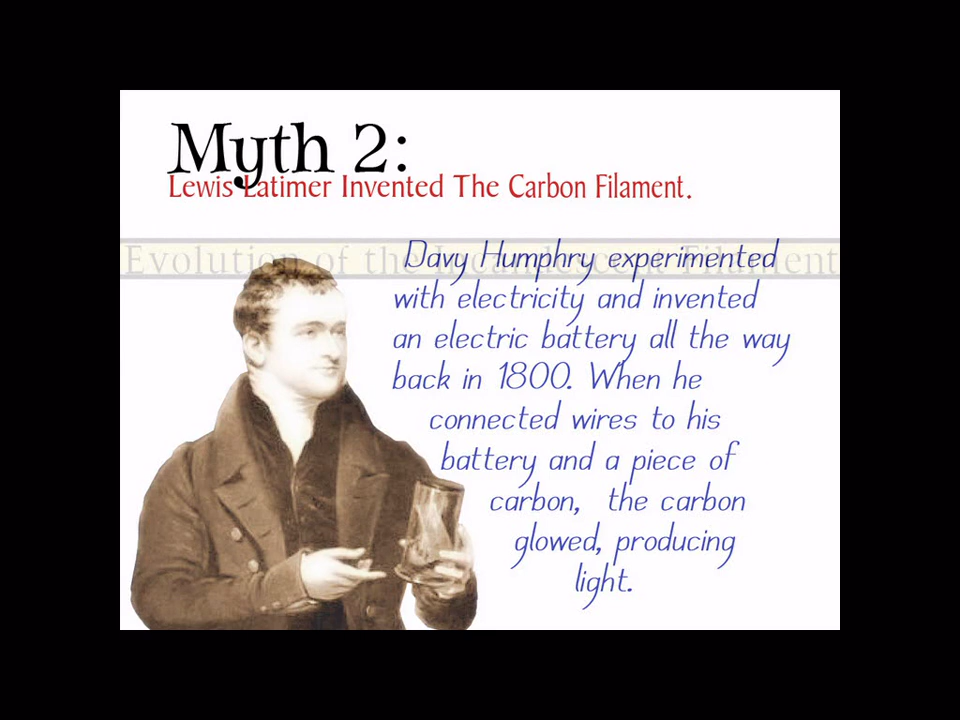 Myth 2:
Lewis Latimer Invented The Carbon Filament.
Evolution of the Incandescent Filament
Davy Humphry experimented
with electricity and invented
an electric battery all the way
back in 1800. When he
connected wires to his
battery and a piece of
carbon, the carbon
glowed, producing
light.